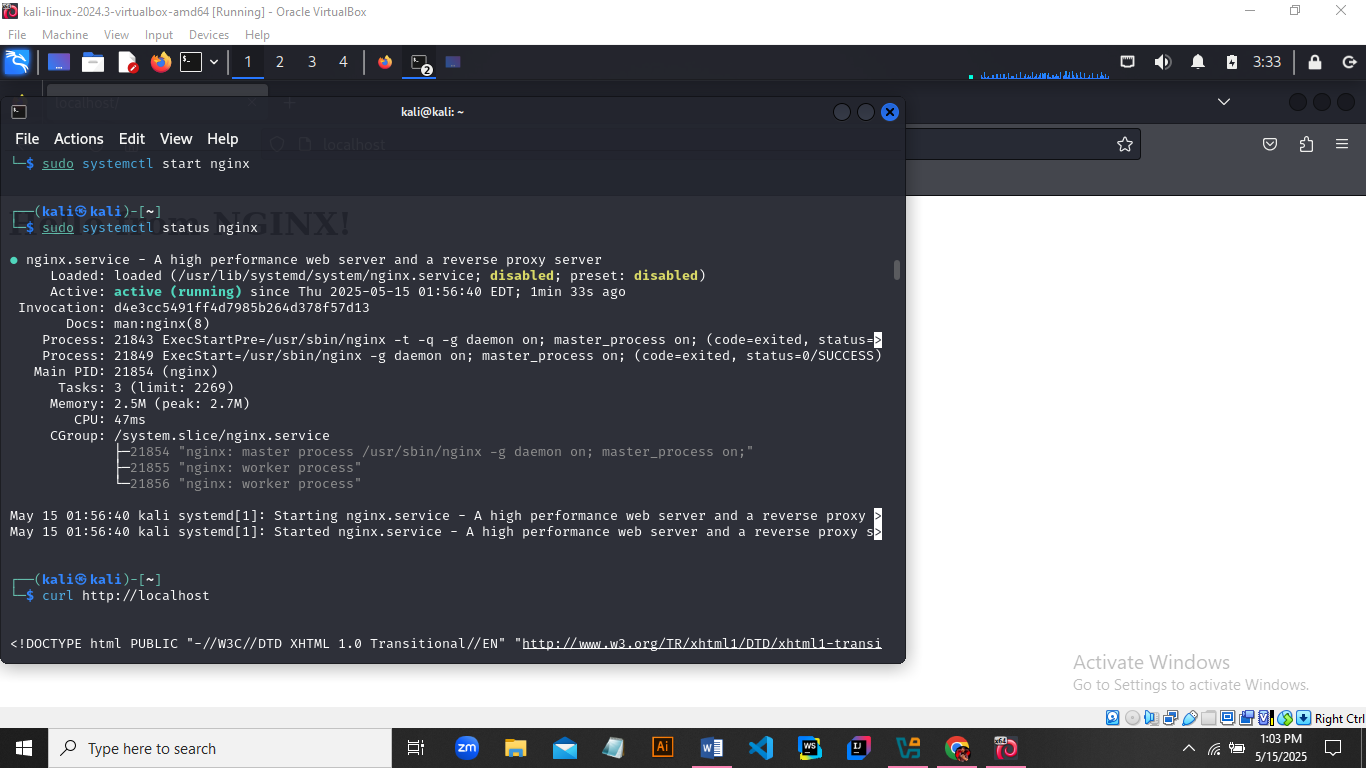 kali-linux-2024.3-virtualbox-amd64 [Running] - Oracle VirtualBox
File Machine View Input Devices Help
1 2 3 4 2 3:33
localhost/
kali@kali: ~
File Actions Edit View Help
localhost
└─$ sudo systemctl start nginx
┌──(kali㉿kali)-[~]
└─$ sudo systemctl status nginx
Hello from NGINX!
● nginx.service - A high performance web server and a reverse proxy server
Loaded: loaded (/usr/lib/systemd/system/nginx.service; disabled; preset: disabled)
Active: active (running) since Thu 2025-05-15 01:56:40 EDT; 1min 33s ago
Invocation: d4e3cc5491ff4d7985b264d378f57d13
Docs: man:nginx(8)
Process: 21843 ExecStartPre=/usr/sbin/nginx -t -q -g daemon on; master_process on; (code=exited, status=>
Process: 21849 ExecStart=/usr/sbin/nginx -g daemon on; master_process on; (code=exited, status=0/SUCCESS)
Main PID: 21854 (nginx)
Tasks: 3 (limit: 2269)
Memory: 2.5M (peak: 2.7M)
CPU: 47ms
CGroup: /system.slice/nginx.service
├─21854 "nginx: master process /usr/sbin/nginx -g daemon on; master_process on;"
├─21855 "nginx: worker process"
└─21856 "nginx: worker process"
May 15 01:56:40 kali systemd[1]: Starting nginx.service - A high performance web server and a reverse proxy >
May 15 01:56:40 kali systemd[1]: Started nginx.service - A high performance web server and a reverse proxy s>
┌──(kali㉿kali)-[~]
└─$ curl http://localhost
<!DOCTYPE html PUBLIC "-//W3C//DTD XHTML 1.0 Transitional//EN" "http://www.w3.org/TR/xhtml1/DTD/xhtml1-transi
Activate Windows
Go to Settings to activate Windows.
Right Ctrl
Type here to search
zm
Ai
W
WS
IJ
x64
1:03 PM
5/15/2025